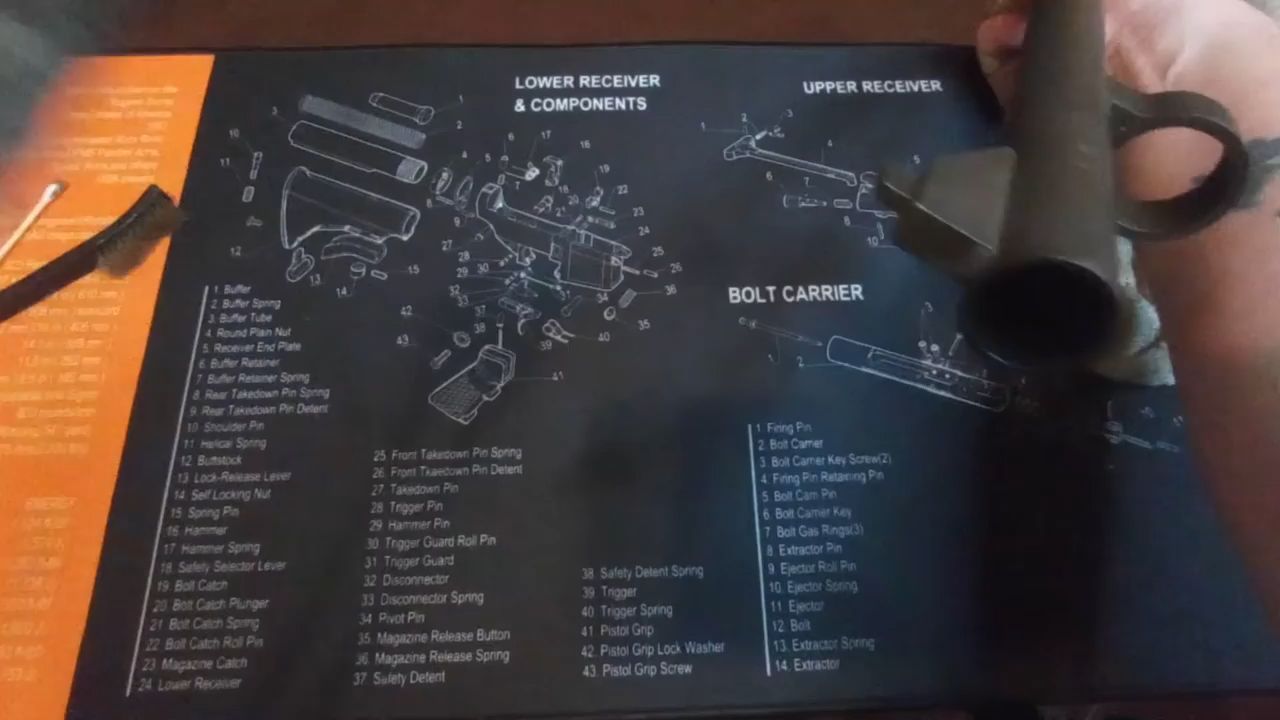 LOWER RECEIVER
& COMPONENTS
UPPER RECEIVER
BOLT CARRIER
1. Buffer
2. Buffer Spring
3. Buffer Tube
4. Round Plain Nut
5. Receiver End Plate
6. Buffer Retainer
7. Buffer Retainer Spring
8. Rear Takedown Pin Spring
9. Rear Takedown Pin Detent
10. Shoulder Pin
11. Helical Spring
12. Buttstock
13. Lock-Release Lever
14. Self Locking Nut
15. Spring Pin
16. Hammer
17. Hammer Spring
18. Safety Selector Lever
19. Bolt Catch
20. Bolt Catch Plunger
21. Bolt Catch Spring
22. Bolt Catch Roll Pin
23. Magazine Catch
24. Lower Receiver
25. Front Takedown Pin Spring
26. Front Tkaedown Pin Detent
27. Takedown Pin
28. Trigger Pin
29. Hammer Pin
30. Trigger Guard Roll Pin
31. Trigger Guard
32. Disconnector
33. Disconnector Spring
34. Pivot Pin
35. Magazine Release Button
36. Magazine Release Spring
37. Safety Detent
38. Safety Detent Spring
39. Trigger
40. Trigger Spring
41. Pistol Grip
42. Pistol Grip Lock Washer
43. Pistol Grip Screw
1. Firing Pin
2. Bolt Carrier
3. Bolt Carrier Key Screw(2)
4. Firing Pin Retaining Pin
5. Bolt Cam Pin
6. Bolt Carrier Key
7. Bolt Gas Rings(3)
8. Extractor Pin
9. Ejector Roll Pin
10. Ejector Spring
11. Ejector
12. Bolt
13. Extractor Spring
14. Extractor